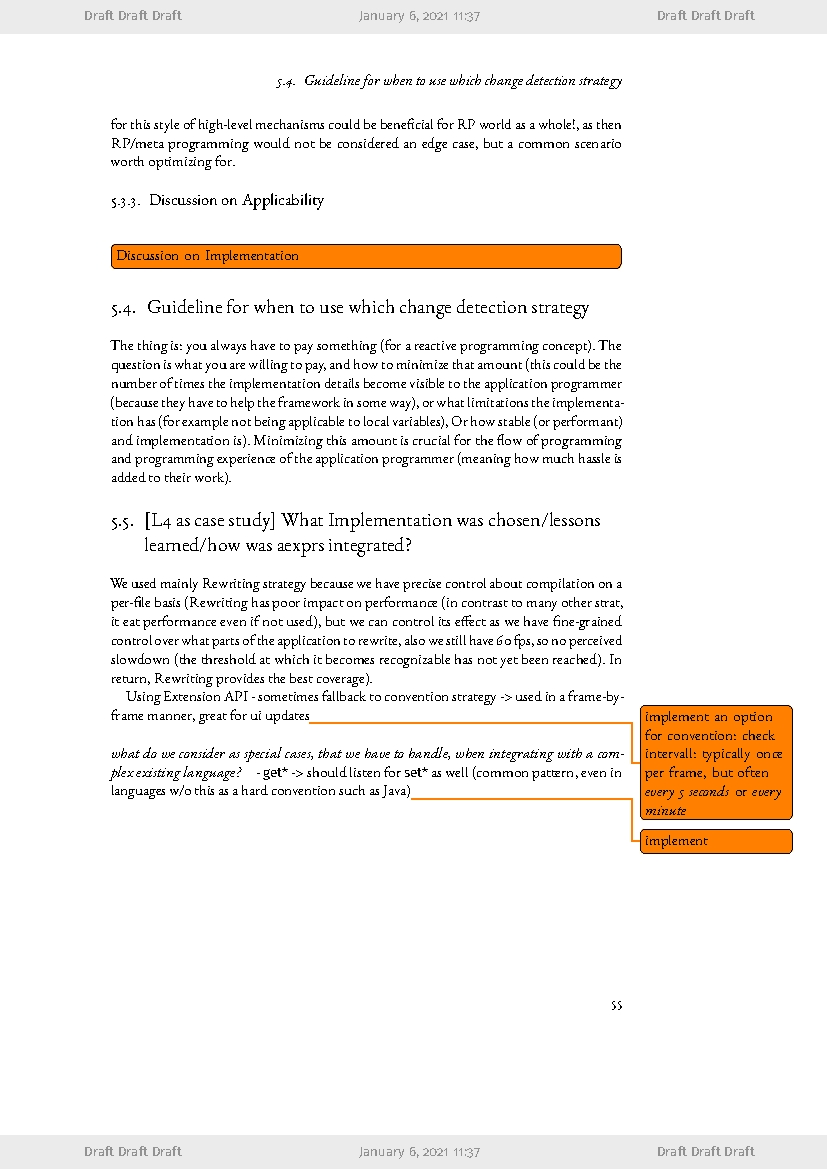 Draft Draft Draft January 6, 2021 11:37 Draft Draft Draft
5.4. Guideline for when to use which change detection strategy
for this style of high-level mechanisms could be beneficial for RP world as a whole!, as then
RP/meta programming would not be considered an edge case, but a common scenario
worth optimizing for.
5.3.3. Discussion on Applicability
Discussion on Implementation
5.4. Guideline for when to use which change detection strategy
The thing is: you always have to pay something (for a reactive programming concept). The
question is what you are willing to pay, and how to minimize that amount (this could be the
number of times the implementation details become visible to the application programmer
(because they have to help the framework in some way), or what limitations the implementa-
tion has (for example not being applicable to local variables), Or how stable (or performant)
and implementation is). Minimizing this amount is crucial for the flow of programming
and programming experience of the application programmer (meaning how much hassle is
added to their work).
5.5. [L4 as case study] What Implementation was chosen/lessons
learned/how was aexprs integrated?
We used mainly Rewriting strategy because we have precise control about compilation on a
per-file basis (Rewriting has poor impact on performance (in contrast to many other strat,
it eat performance even if not used), but we can control its effect as we have fine-grained
control over what parts of the application to rewrite, also we still have 60 fps, so no perceived
slowdown (the threshold at which it becomes recognizable has not yet been reached). In
return, Rewriting provides the best coverage).
Using Extension API - sometimes fallback to convention strategy -> used in a frame-by-
frame manner, great for ui updates
what do we consider as special cases, that we have to handle, when integrating with a com-
plex existing language? - get* -> should listen for set* as well (common pattern, even in
languages w/o this as a hard convention such as Java)
implement an option
for convention: check
intervall: typically once
per frame, but often
every 5 seconds or every
minute
implement
55
Draft Draft Draft January 6, 2021 11:37 Draft Draft Draft